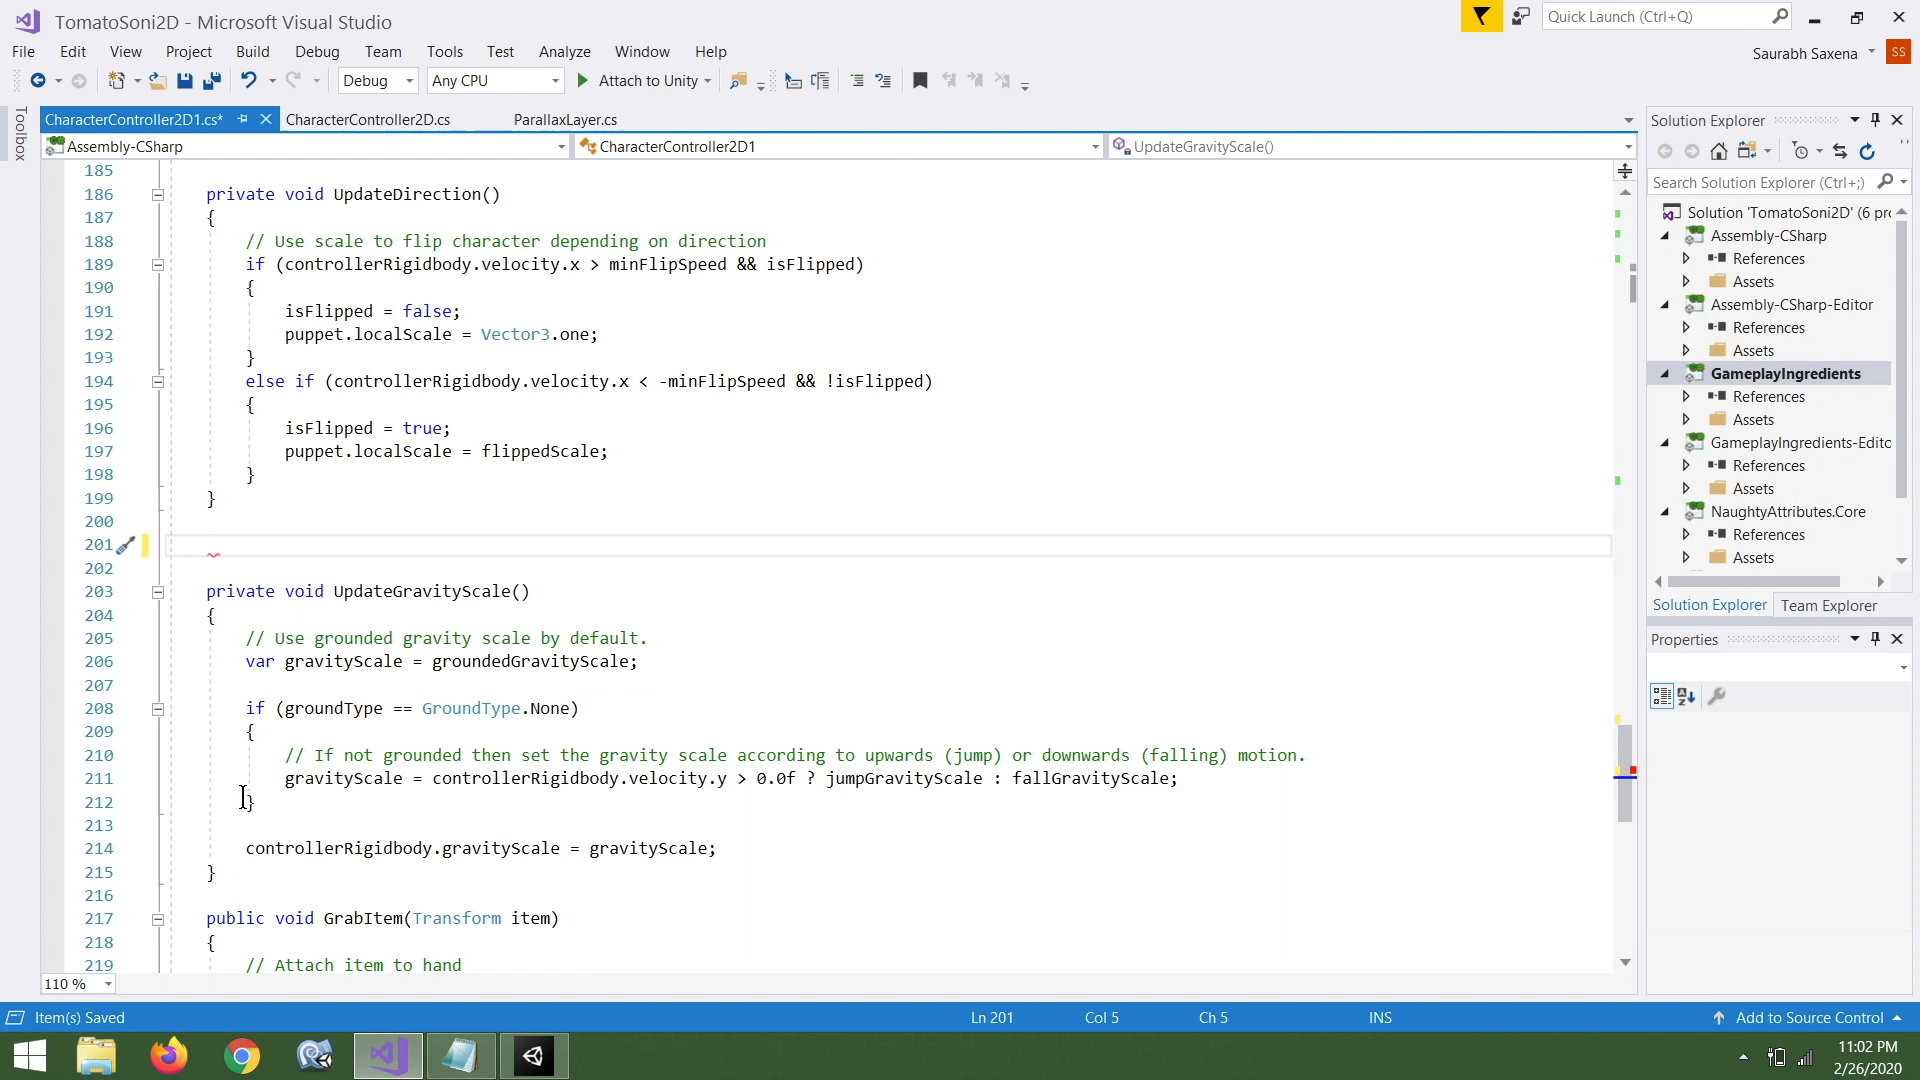 TomatoSoni2D - Microsoft Visual Studio
Quick Launch (Ctrl+Q)
File Edit View Project Build Debug Team Tools Test Analyze Window Help
Saurabh Saxena SS
Debug Any CPU Attach to Unity
Toolbox
CharacterController2D1.cs* CharacterController2D.cs ParallaxLayer.cs
Assembly-CSharp CharacterController2D1 UpdateGravityScale()
185
186 private void UpdateDirection()
187 {
188 // Use scale to flip character depending on direction
189 if (controllerRigidbody.velocity.x > minFlipSpeed && isFlipped)
190 {
191 isFlipped = false;
192 puppet.localScale = Vector3.one;
193 }
194 else if (controllerRigidbody.velocity.x < -minFlipSpeed && !isFlipped)
195 {
196 isFlipped = true;
197 puppet.localScale = flippedScale;
198 }
199 }
200
201
202
203 private void UpdateGravityScale()
204 {
205 // Use grounded gravity scale by default.
206 var gravityScale = groundedGravityScale;
207
208 if (groundType == GroundType.None)
209 {
210 // If not grounded then set the gravity scale according to upwards (jump) or downwards (falling) motion.
211 gravityScale = controllerRigidbody.velocity.y > 0.0f ? jumpGravityScale : fallGravityScale;
212 }
213
214 controllerRigidbody.gravityScale = gravityScale;
215 }
216
217 public void GrabItem(Transform item)
218 {
219 // Attach item to hand
110 %
Solution Explorer
Search Solution Explorer (Ctrl+;)
Solution 'TomatoSoni2D' (6 pro
Assembly-CSharp
References
Assets
Assembly-CSharp-Editor
References
Assets
GameplayIngredients
References
Assets
GameplayIngredients-Edito
References
Assets
NaughtyAttributes.Core
References
Assets
Solution Explorer Team Explorer
Properties
Item(s) Saved Ln 201 Col 5 Ch 5 INS Add to Source Control
11:02 PM
2/26/2020